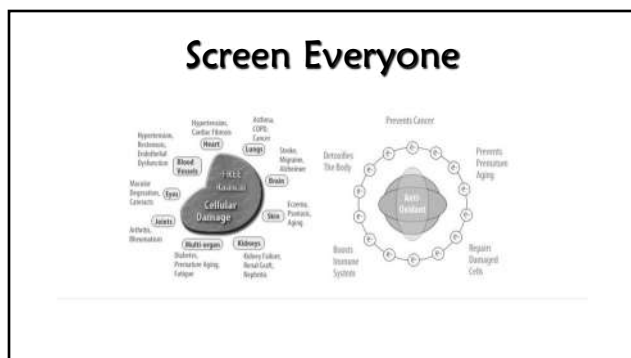 Screen Everyone
Hypertension,
Cardiac Fibrosis
Heart
Asthma,
COPD,
Cancer
Lungs
Hypertension,
Restenosis,
Endothelial
Dysfunction
Blood
Vessels
Stroke,
Migraine,
Alzheimer
Brain
FREE
Radicals
Cellular
Damage
Macular
Degeration,
Cataracts
Eyes
Eczema,
Psoriasis,
Aging
Skin
Joints
Arthritis,
Rheumatism
Multi-organ
Diabetes,
Premature Aging,
Fatigue
Kidneys
Kidney Failure,
Renal Graft,
Nephritis
Prevents Cancer
Detoxifies
The Body
Prevents
Premature
Aging
Anti-
Oxidant
Boosts
Immune
System
Repairs
Damaged
Cells